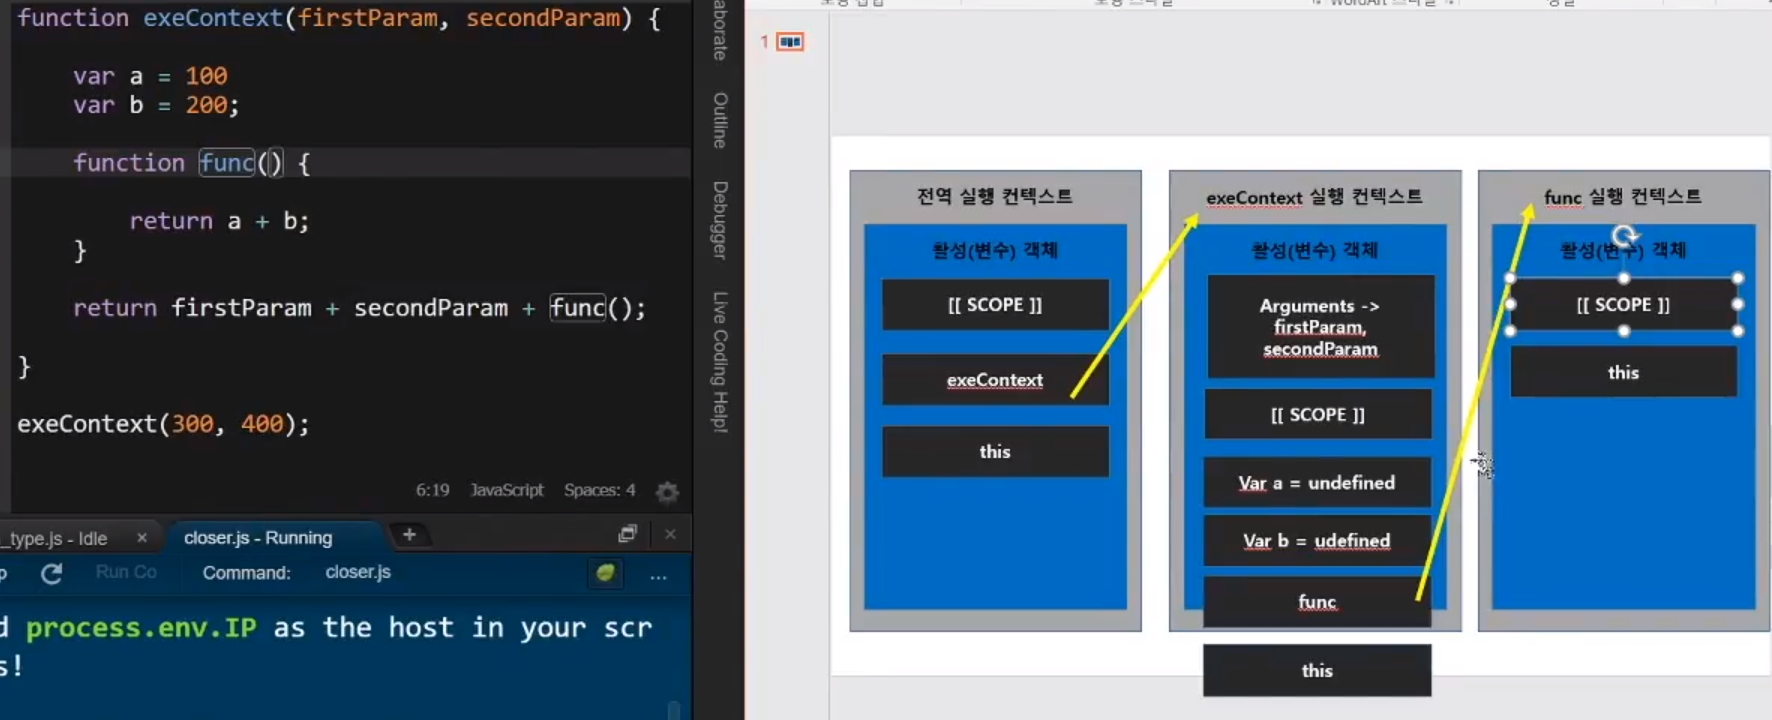 function exeContext(firstParam, secondParam) {
var a = 100
var b = 200;
function func() {
return a + b;
}
return firstParam + secondParam + func();
}
exeContext(300, 400);
6:19 JavaScript Spaces: 4
_type.js - Idle × closer.js - Running +
Run Co Command: closer.js ...
process.env.IP as the host in your scr
s!
aborate
Outline
Debugger
Live Coding Help!
1
전역 실행 컨텍스트
활성(변수) 객체
[[ SCOPE ]]
exeContext
this
exeContext 실행 컨텍스트
활성(변수) 객체
Arguments ->
firstParam,
secondParam
[[ SCOPE ]]
Var a = undefined
Var b = udefined
func
this
func 실행 컨텍스트
활성(변수) 객체
[[ SCOPE ]]
this